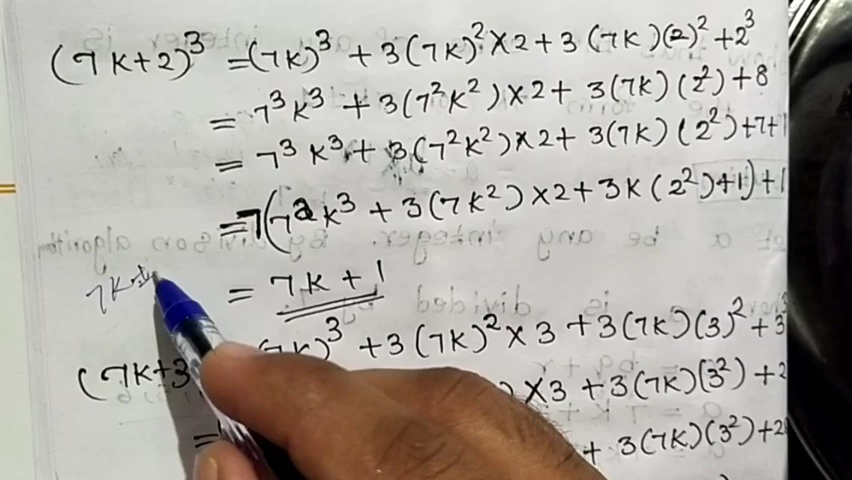 (7k+2)³ = (7k)³ + 3(7k)² × 2 + 3(7k)(2)² + 2³
= 7³k³ + 3(7²k²) × 2 + 3(7k)(2²) + 8
= 7³k³ + 3(7²k²) × 2 + 3(7k)(2²) + 7 + 1
= 7(7²k³ + 3(7k²) × 2 + 3k(2²) + 1) + 1
= 7k + 1
(7k+3 k)³ + 3(7k)² × 3 + 3(7k)(3)² + 3
) × 3 + 3(7k)(3²) + 2
= + 3(7k)(3²) + 2